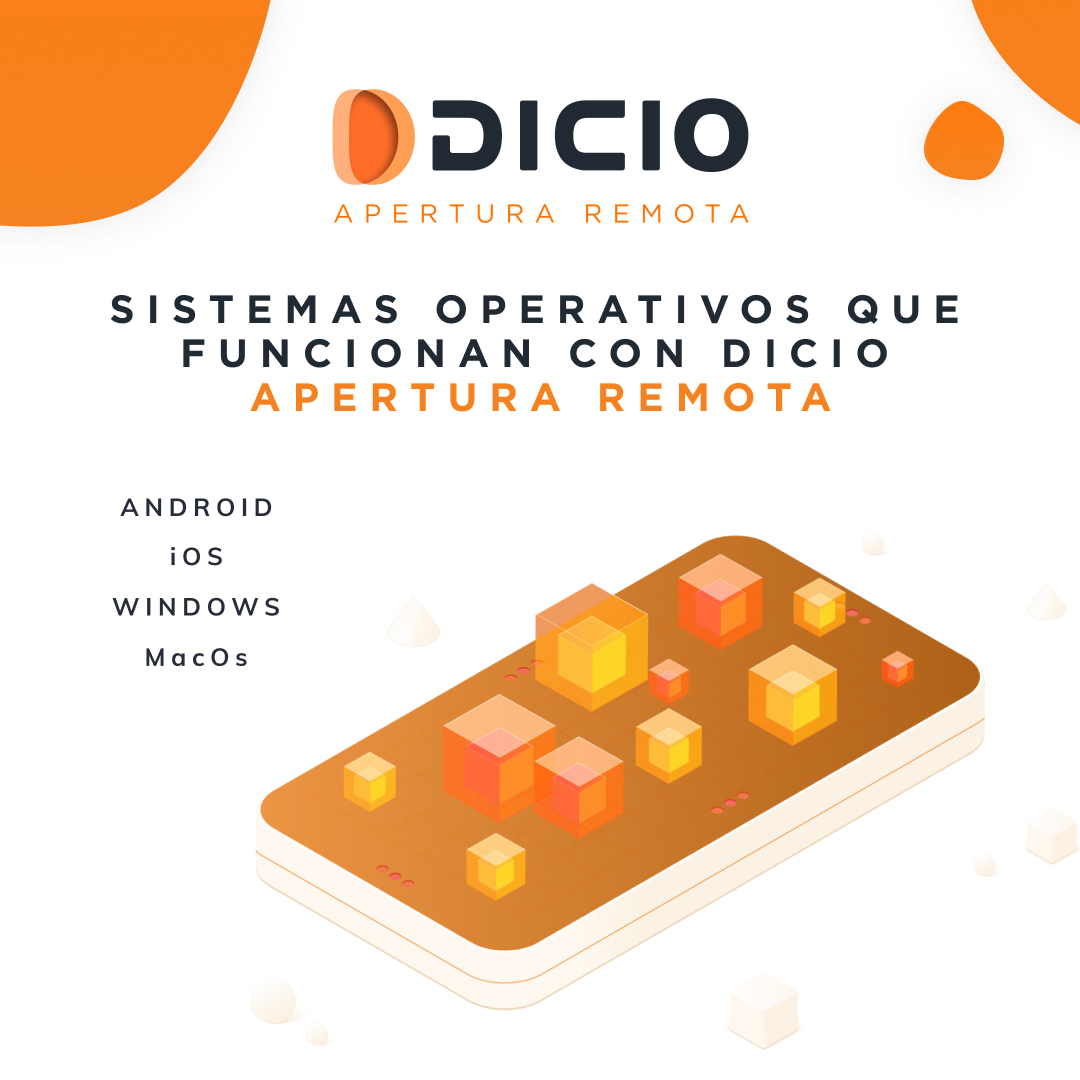 DICIO
APERTURA REMOTA
SISTEMAS OPERATIVOS QUE
FUNCIONAN CON DICIO
APERTURA REMOTA
ANDROID
iOS
WINDOWS
MacOs